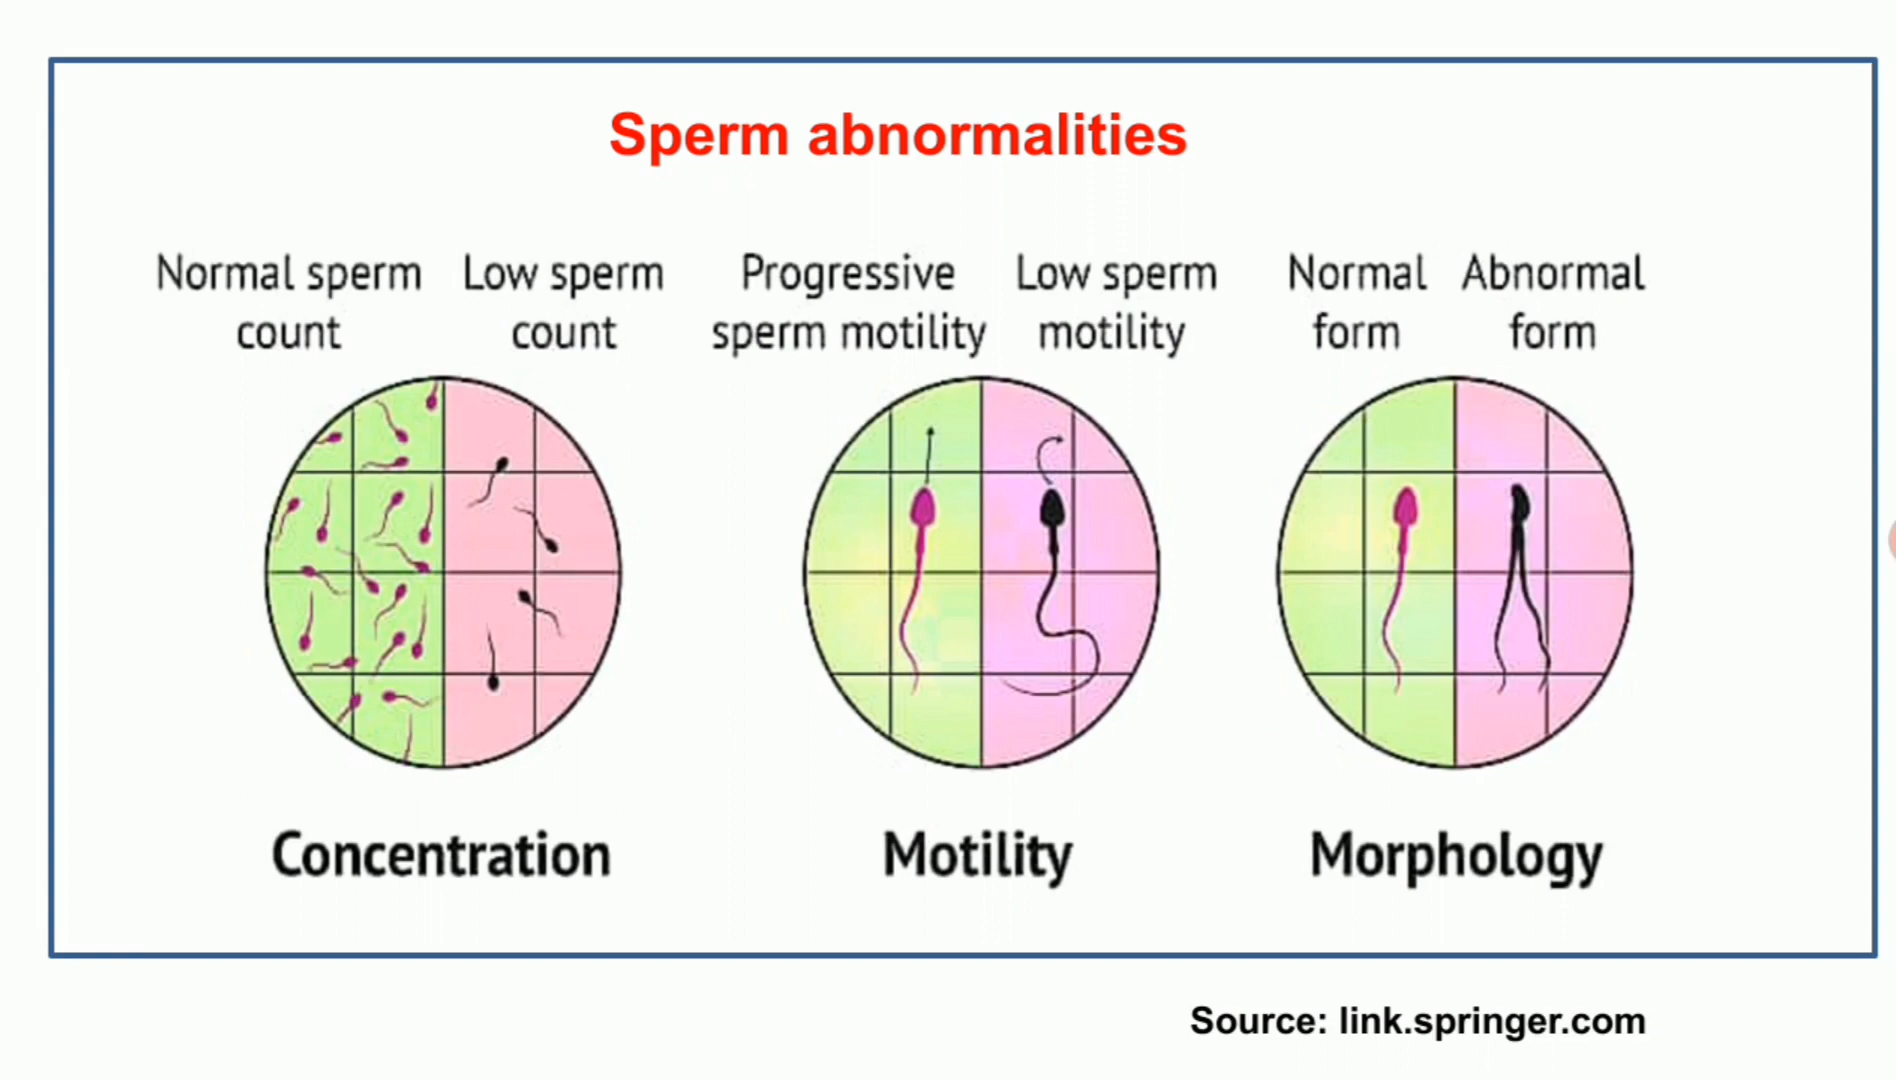 Sperm abnormalities
Normal sperm count
Low sperm count
Progressive sperm motility
Low sperm motility
Normal form
Abnormal form
Concentration
Motility
Morphology
Source: link.springer.com